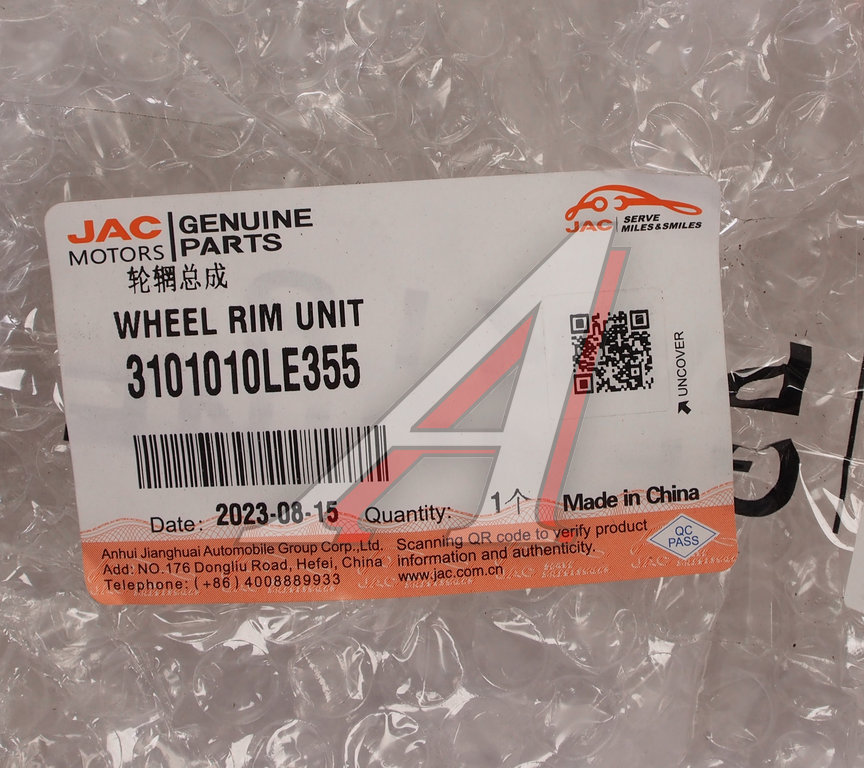 JAC MOTORS
GENUINE PARTS
JAC
SERVE
MILES&SMILES
轮辋总成
WHEEL RIM UNIT
3101010LE355
UNCOVER
Date: 2023-08-15
Quantity: 1个
Made in China
Anhui Jianghuai Automobile Group Corp.,Ltd.
Add: NO.176 Dongliu Road, Hefei, China
Telephone: (+86) 4008889933
Scanning QR code to verify product
information and authenticity.
www.jac.com.cn
QC
PASS